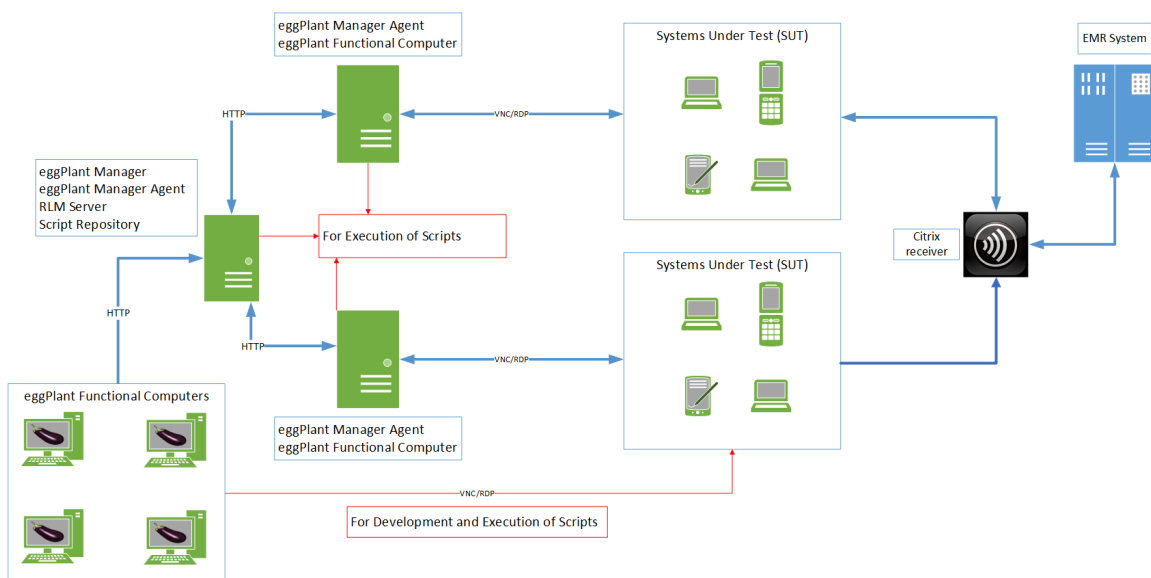 eggPlant Manager Agent
eggPlant Functional Computer
Systems Under Test (SUT)
EMR System
HTTP
VNC/RDP
eggPlant Manager
eggPlant Manager Agent
RLM Server
Script Repository
For Execution of Scripts
Citrix
receiver
Systems Under Test (SUT)
HTTP
HTTP
VNC/RDP
eggPlant Functional Computers
eggPlant Manager Agent
eggPlant Functional Computer
VNC/RDP
For Development and Execution of Scripts